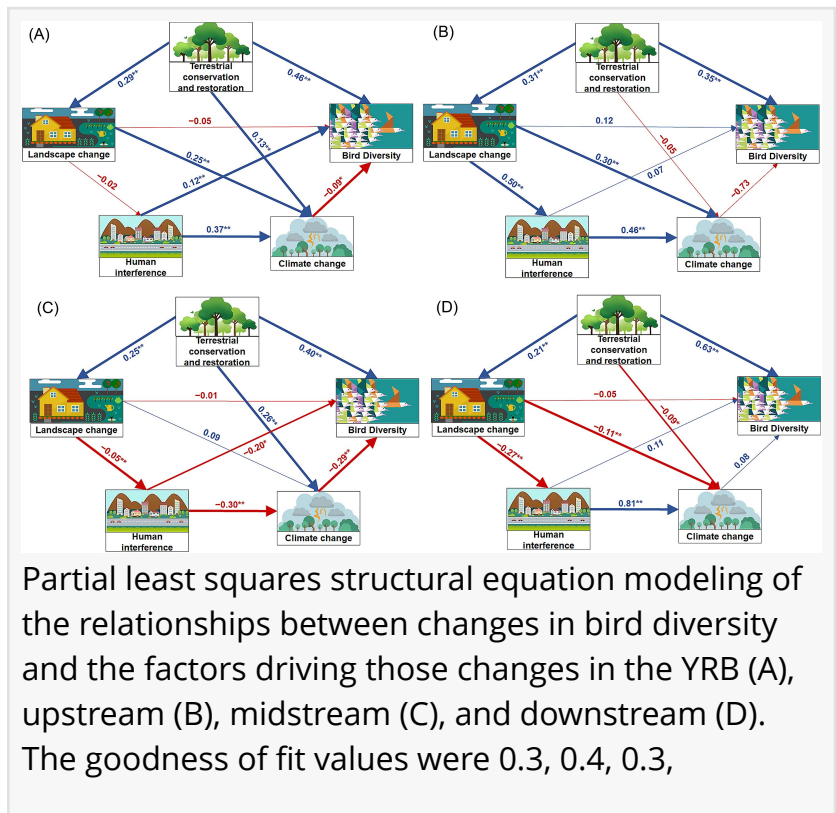 (A)
Terrestrial
conservation
and restoration
0.29**
0.46**
−0.05
Landscape change
Bird Diversity
0.13**
0.25**
−0.02
0.12**
−0.09*
0.37**
Human
interference
Climate change
(B)
Terrestrial
conservation
and restoration
0.31**
0.35**
0.12
Landscape change
Bird Diversity
−0.05
0.30**
0.07
0.50**
−0.73
0.46**
Human
interference
Climate change
(C)
Terrestrial
conservation
and restoration
0.25**
0.40**
−0.01
Landscape change
Bird Diversity
0.26**
0.09
−0.20*
−0.05**
−0.29**
−0.30**
Human
interference
Climate change
(D)
Terrestrial
conservation
and restoration
0.21**
0.63**
−0.05
Landscape change
Bird Diversity
−0.09*
−0.11**
0.11
−0.27**
0.08
0.81**
Human
interference
Climate change
Partial least squares structural equation modeling of
the relationships between changes in bird diversity
and the factors driving those changes in the YRB (A),
upstream (B), midstream (C), and downstream (D).
The goodness of fit values were 0.3, 0.4, 0.3,